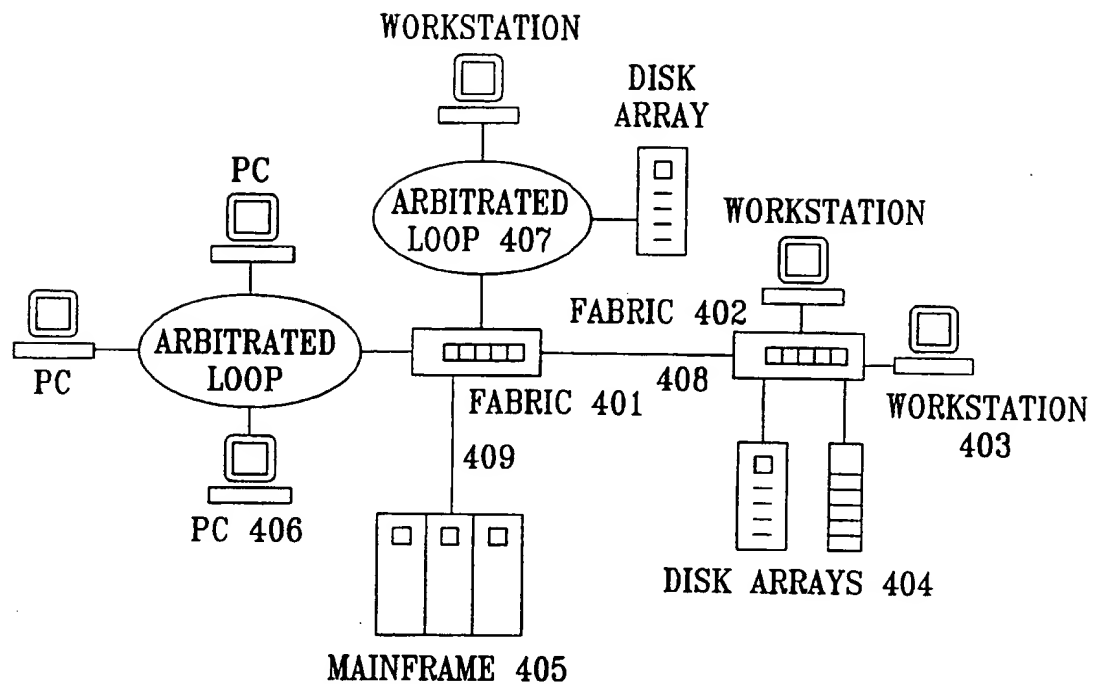 WORKSTATION
DISK
ARRAY
PC
ARBITRATED
LOOP 407
WORKSTATION
FABRIC 402
ARBITRATED
LOOP
PC
408
FABRIC 401
WORKSTATION
403
409
PC 406
DISK ARRAYS 404
MAINFRAME 405